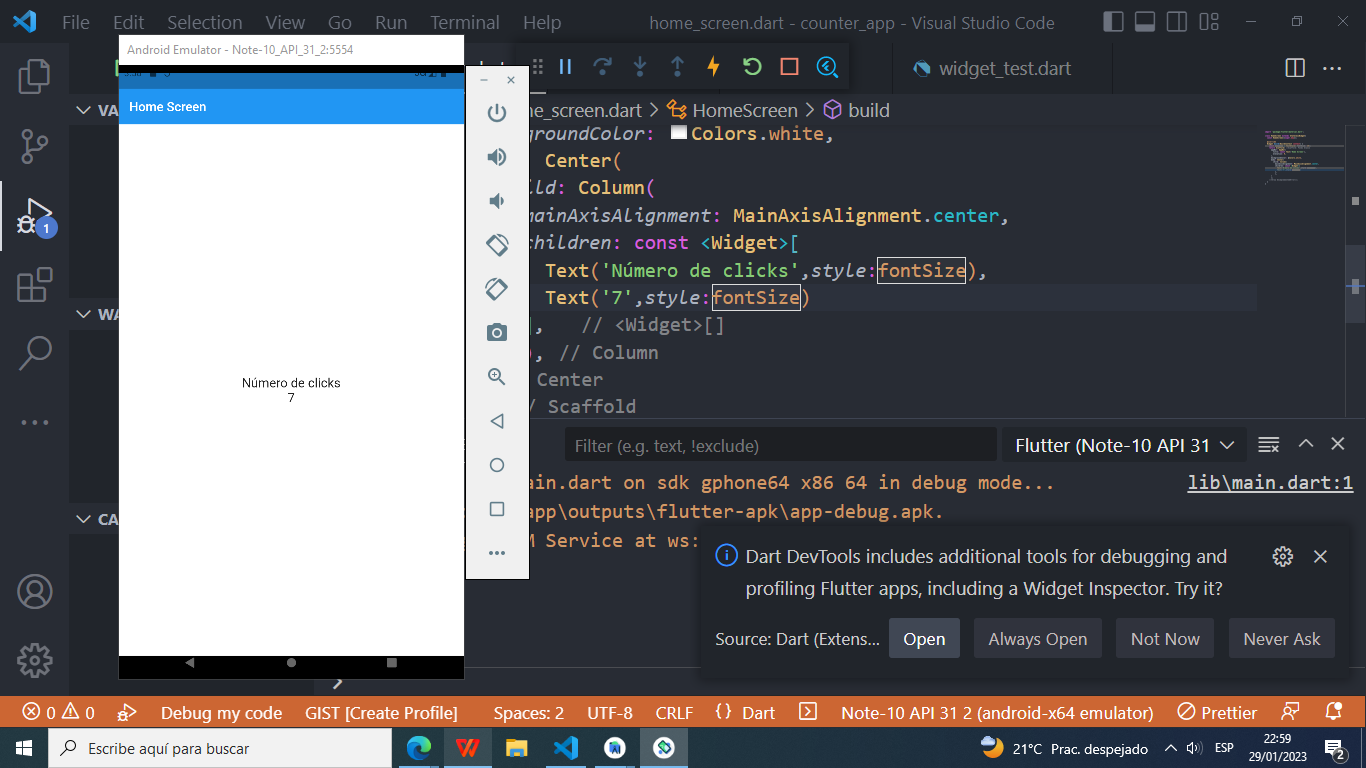 File Edit Selection View Go Run Terminal Help home_screen.dart - counter_app - Visual Studio Code
Android Emulator - Note-10_API_31_2:5554
widget_test.dart
Home Screen
VA
WA
CA
1
me_screen.dart > HomeScreen > build
groundColor: Colors.white,
Center(
ild: Column(
mainAxisAlignment: MainAxisAlignment.center,
children: const <Widget>[
Text('Número de clicks',style:fontSize),
Text('7',style:fontSize)
], // <Widget>[]
), // Column
Center
/ Scaffold
Número de clicks
7
Filter (e.g. text, !exclude) Flutter (Note-10 API 31
ain.dart on sdk gphone64 x86 64 in debug mode... lib\main.dart:1
app\outputs\flutter-apk\app-debug.apk.
M Service at ws:
Dart DevTools includes additional tools for debugging and
profiling Flutter apps, including a Widget Inspector. Try it?
Source: Dart (Extens... Open Always Open Not Now Never Ask
0 0 Debug my code GIST [Create Profile] Spaces: 2 UTF-8 CRLF {} Dart Note-10 API 31 2 (android-x64 emulator) Prettier
Escribe aquí para buscar
21°C Prac. despejado ESP 22:59
29/01/2023
2